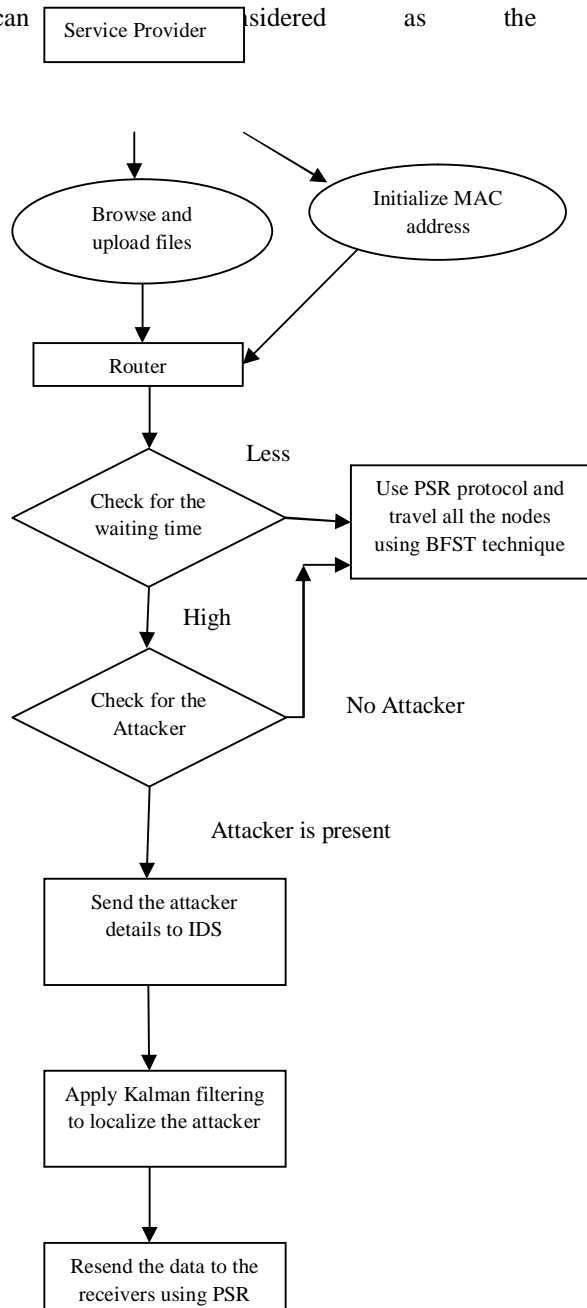 can nsidered as the
Service Provider
Initialize MAC
address
Browse and
upload files
Router
Less
Check for the
waiting time
Use PSR protocol and
travel all the nodes
using BFST technique
High
Check for the
Attacker
No Attacker
Attacker is present
Send the attacker
details to IDS
Apply Kalman filtering
to localize the attacker
Resend the data to the
receivers using PSR